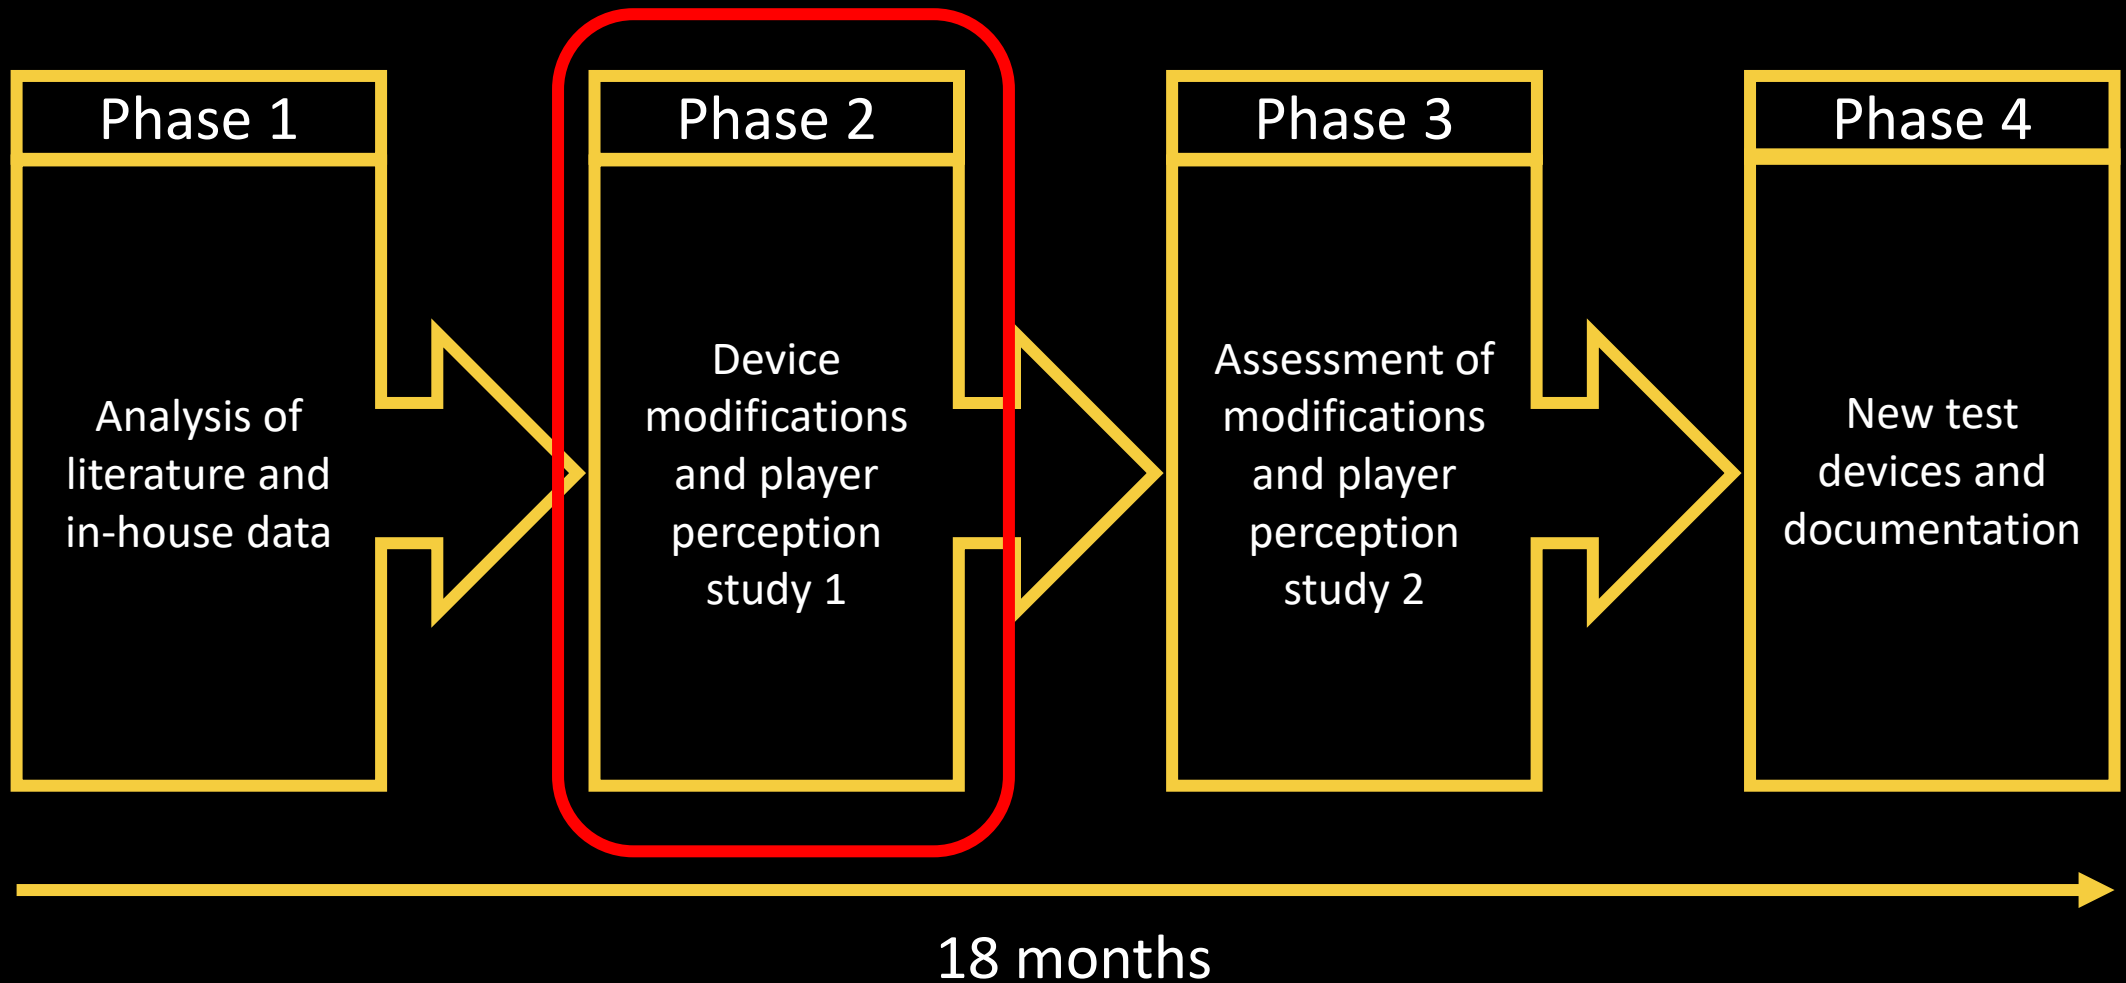 Phase 1
Analysis of
literature and
in-house data
Phase 2
Device
modifications
and player
perception
study 1
Phase 3
Assessment of
modifications
and player
perception
study 2
Phase 4
New test
devices and
documentation
18 months